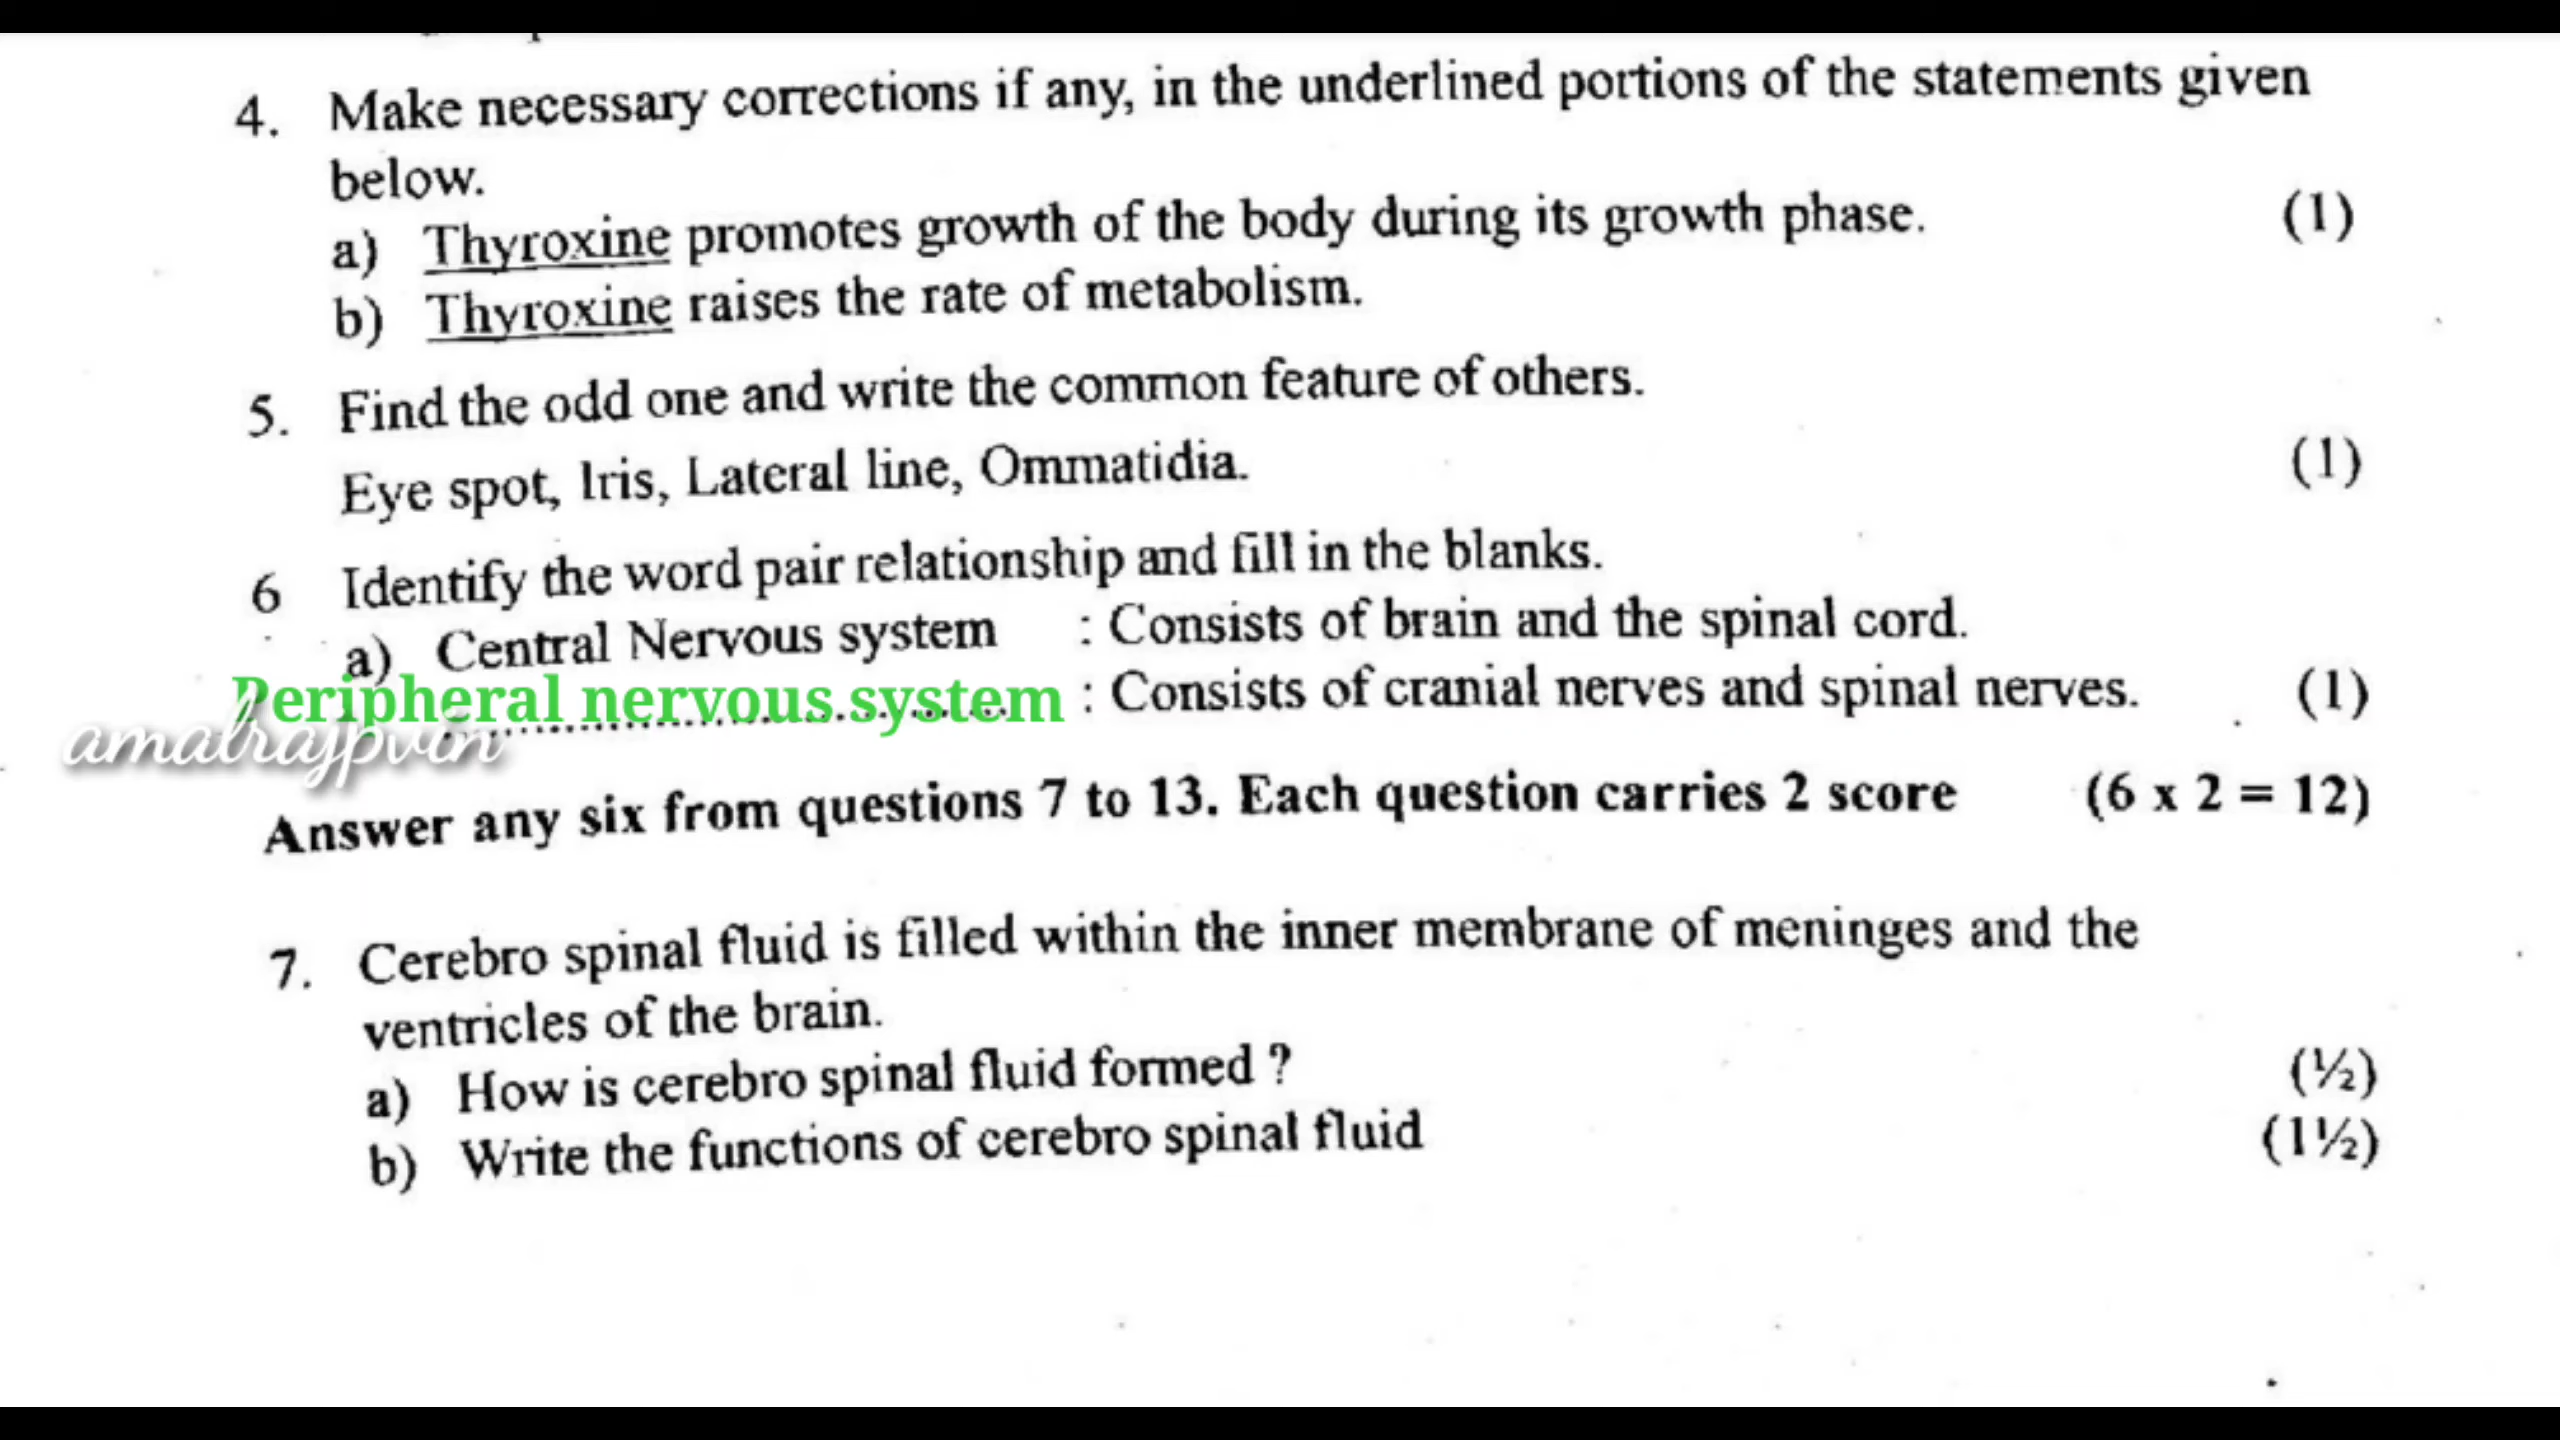 4. Make necessary corrections if any, in the underlined portions of the statements given
below.
a) Thyroxine promotes growth of the body during its growth phase. (1)
b) Thyroxine raises the rate of metabolism.
5. Find the odd one and write the common feature of others.
Eye spot, Iris, Lateral line, Ommatidia. (1)
6 Identify the word pair relationship and fill in the blanks.
a) Central Nervous system : Consists of brain and the spinal cord.
Peripheral nervous system : Consists of cranial nerves and spinal nerves. (1)
amalrajpvin
Answer any six from questions 7 to 13. Each question carries 2 score (6 x 2 = 12)
7. Cerebro spinal fluid is filled within the inner membrane of meninges and the
ventricles of the brain.
a) How is cerebro spinal fluid formed ? (½)
b) Write the functions of cerebro spinal fluid (1½)